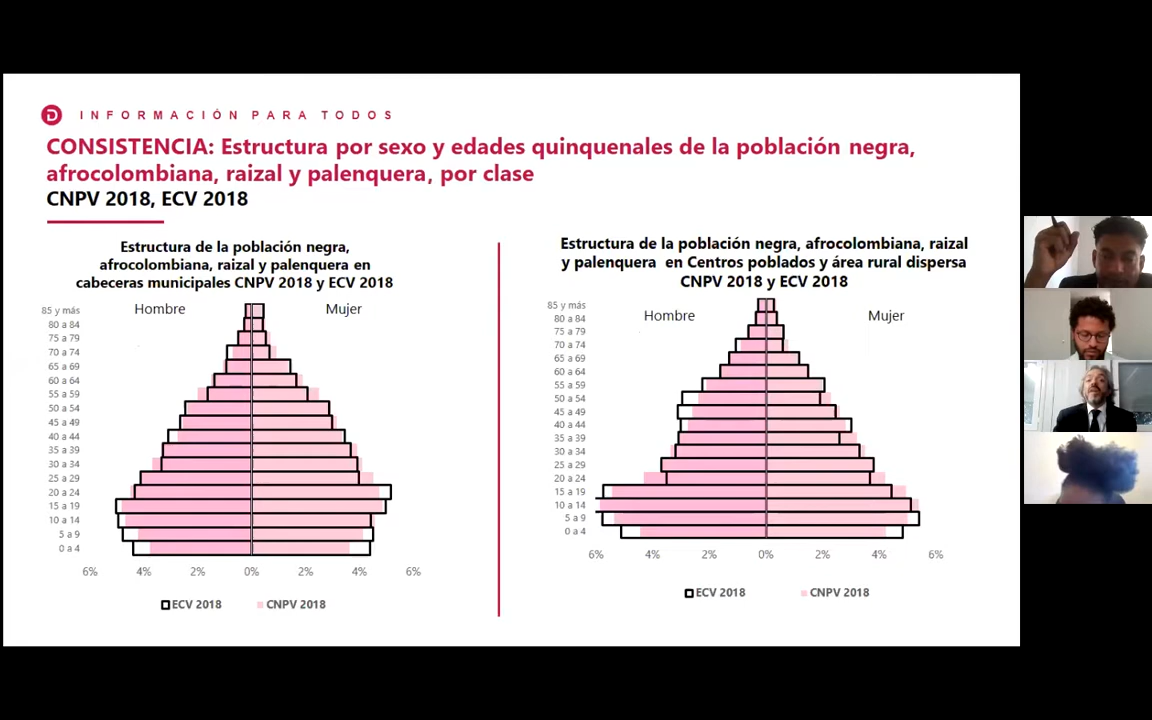 INFORMACIÓN PARA TODOS
CONSISTENCIA: Estructura por sexo y edades quinquenales de la población negra,
afrocolombiana, raizal y palenquera, por clase
CNPV 2018, ECV 2018
Estructura de la población negra,
afrocolombiana, raizal y palenquera en
cabeceras municipales CNPV 2018 y ECV 2018
Hombre
Mujer
85 y más
80 a 84
75 a 79
70 a 74
65 a 69
60 a 64
55 a 59
50 a 54
45 a 49
40 a 44
35 a 39
30 a 34
25 a 29
20 a 24
15 a 19
10 a 14
5 a 9
0 a 4
6% 4% 2% 0% 2% 4% 6%
ECV 2018 CNPV 2018
Estructura de la población negra, afrocolombiana, raizal
y palenquera en Centros poblados y área rural dispersa
CNPV 2018 y ECV 2018
Hombre
Mujer
85 y más
80 a 84
75 a 79
70 a 74
65 a 69
60 a 64
55 a 59
50 a 54
45 a 49
40 a 44
35 a 39
30 a 34
25 a 29
20 a 24
15 a 19
10 a 14
5 a 9
0 a 4
6% 4% 2% 0% 2% 4% 6%
ECV 2018 CNPV 2018